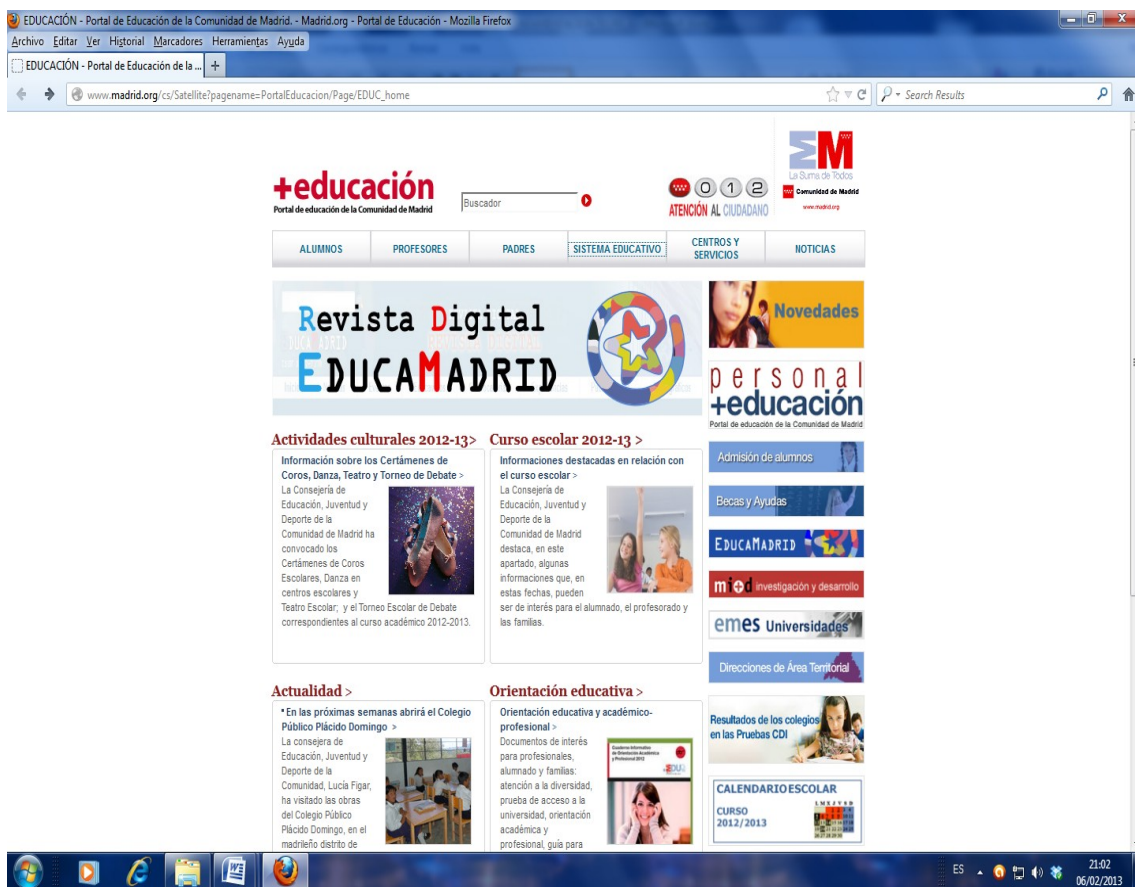 EDUCACIÓN - Portal de Educación de la Comunidad de Madrid. - Madrid.org - Portal de Educación - Mozilla Firefox
Archivo Editar Ver Historial Marcadores Herramientas Ayuda
EDUCACIÓN - Portal de Educación de la ... +
www.madrid.org/cs/Satellite?pagename=PortalEducacion/Page/EDUC_home
Search Results
+educación
Portal de educación de la Comunidad de Madrid
Buscador
012
ATENCIÓN AL CIUDADANO
La Suma de Todos
Comunidad de Madrid
www.madrid.org
ALUMNOS
PROFESORES
PADRES
SISTEMA EDUCATIVO
CENTROS Y
SERVICIOS
NOTICIAS
Revista Digital
EDUCAMADRID
Novedades
personal
+educación
Portal de educación de la Comunidad de Madrid
Actividades culturales 2012-13>
Información sobre los Certámenes de
Coros, Danza, Teatro y Torneo de Debate >
La Consejería de
Educación, Juventud y
Deporte de la
Comunidad de Madrid ha
convocado los
Certámenes de Coros
Escolares, Danza en
centros escolares y
Teatro Escolar; y el Torneo Escolar de Debate
correspondientes al curso académico 2012-2013.
Curso escolar 2012-13 >
Informaciones destacadas en relación con
el curso escolar >
La Consejería de
Educación, Juventud y
Deporte de la
Comunidad de Madrid
destaca, en este
apartado, algunas
informaciones que, en
estas fechas, pueden
ser de interés para el alumnado, el profesorado y
las familias.
Admisión de alumnos
Becas y Ayudas
EDUCAMADRID
mi+d investigación y desarrollo
emes Universidades
Direcciones de Área Territorial
Resultados de los colegios
en las Pruebas CDI
CALENDARIO ESCOLAR
CURSO
2012/2013
L M X J V S D
Actualidad >
• En las próximas semanas abrirá el Colegio
Público Plácido Domingo >
La consejera de
Educación, Juventud y
Deporte de la
Comunidad, Lucía Figar,
ha visitado las obras
del Colegio Público
Plácido Domingo, en el
madrileño distrito de
Orientación educativa >
Orientación educativa y académico-
profesional >
Documentos de interés
para profesionales,
alumnado y familias:
atención a la diversidad,
prueba de acceso a la
universidad, orientación
académica y
profesional, guía para
Cuaderno Informativo
de Orientación Académica
y Profesional 2012
ES
21:02
06/02/2013